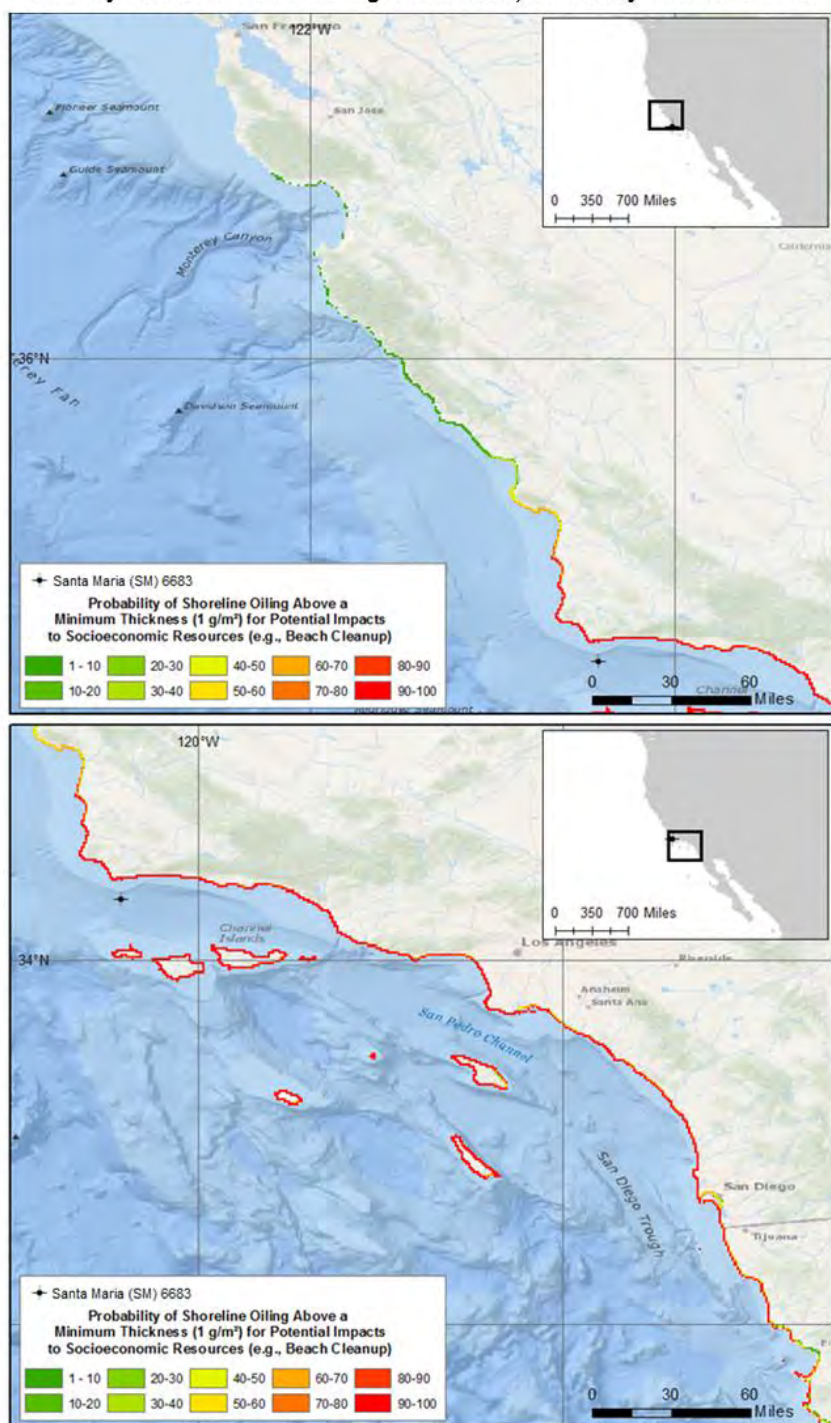 San Francisco
122°W
San Jose
Pioneer Seamount
Guide Seamount
Monterey Canyon
0 350 700 Miles
California
36°N
Fan
Davidson Seamount
Santa Maria (SM) 6683
Probability of Shoreline Oiling Above a
Minimum Thickness (1 g/m²) for Potential Impacts
to Socioeconomic Resources (e.g., Beach Cleanup)
1 - 10 20-30 40-50 60-70 80-90
10-20 30-40 50-60 70-80 90-100
Channel
0 30 60
Miles
120°W
0 350 700 Miles
Channel
Islands
34°N
Los Angeles
Riverside
Anaheim
Santa Ana
San Pedro Channel
San Diego Trough
San Diego
Tijuana
Santa Maria (SM) 6683
Probability of Shoreline Oiling Above a
Minimum Thickness (1 g/m²) for Potential Impacts
to Socioeconomic Resources (e.g., Beach Cleanup)
1 - 10 20-30 40-50 60-70 80-90
10-20 30-40 50-60 70-80 90-100
0 30 60
Miles